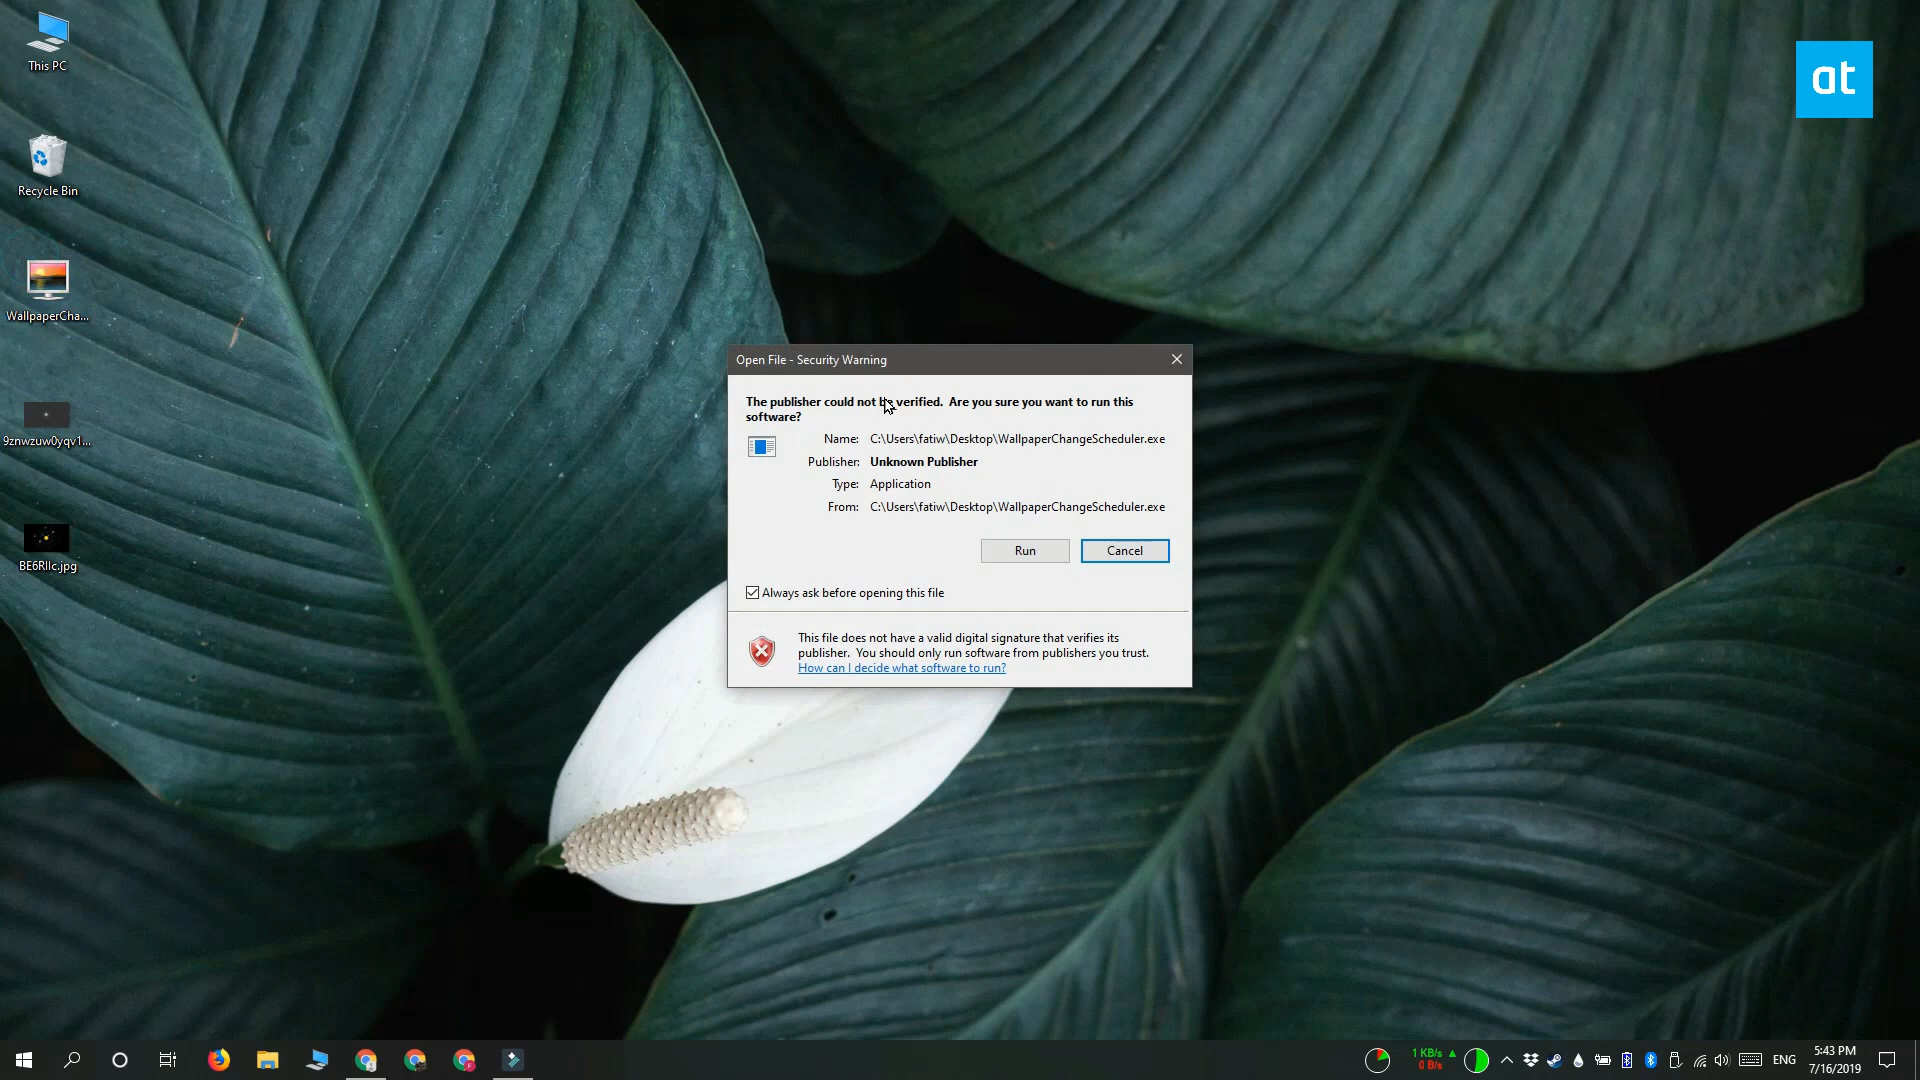 This PC
Recycle Bin
WallpaperCha...
9znwzuw0yqv1...
BE6RIlc.jpg
at
Open File - Security Warning
The publisher could not be verified.  Are you sure you want to run this
software?
Name: C:\Users\fatiw\Desktop\WallpaperChangeScheduler.exe
Publisher: Unknown Publisher
Type: Application
From: C:\Users\fatiw\Desktop\WallpaperChangeScheduler.exe
Run Cancel
Always ask before opening this file
This file does not have a valid digital signature that verifies its
publisher.  You should only run software from publishers you trust.
How can I decide what software to run?
1 KB/s
0 B/s
ENG
5:43 PM
7/16/2019